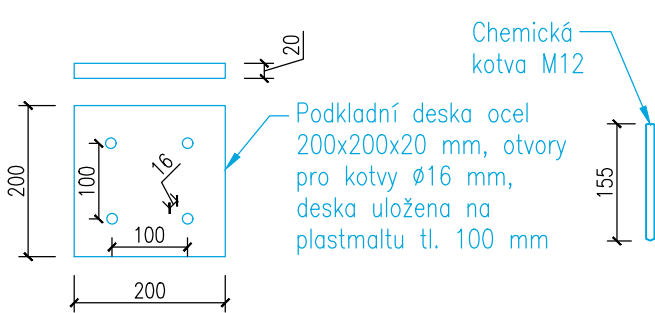 20
Chemická
kotva M12
Podkladní deska ocel
200x200x20 mm, otvory
pro kotvy Ø16 mm,
deska uložena na
plastmaltu tl. 100 mm
200
100
16
100
200
155